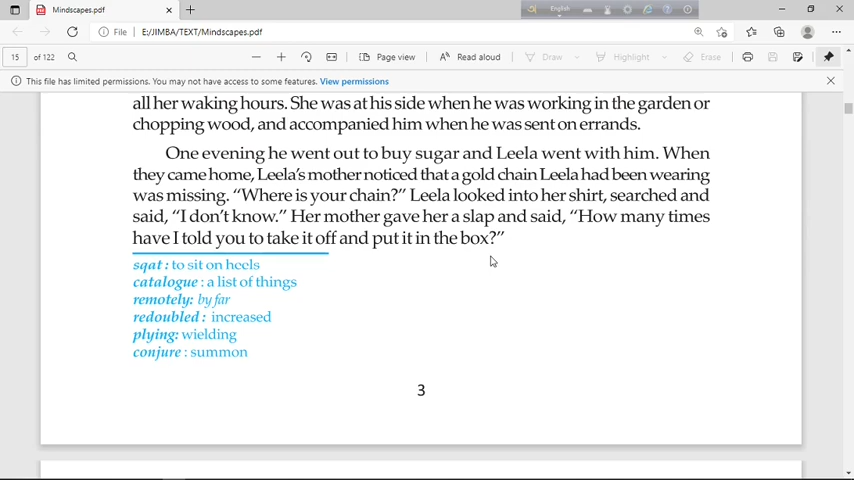 Mindscapes.pdf
English
File
E:/JIMBA/TEXT/Mindscapes.pdf
15 of 122
Page view
Read aloud
Draw
Highlight
Erase
This file has limited permissions. You may not have access to some features. View permissions
all her waking hours. She was at his side when he was working in the garden or
chopping wood, and accompanied him when he was sent on errands.
One evening he went out to buy sugar and Leela went with him. When
they came home, Leela's mother noticed that a gold chain Leela had been wearing
was missing. "Where is your chain?" Leela looked into her shirt, searched and
said, "I don't know." Her mother gave her a slap and said, "How many times
have I told you to take it off and put it in the box?"
sqat : to sit on heels
catalogue : a list of things
remotely: by far
redoubled : increased
plying: wielding
conjure : summon
3